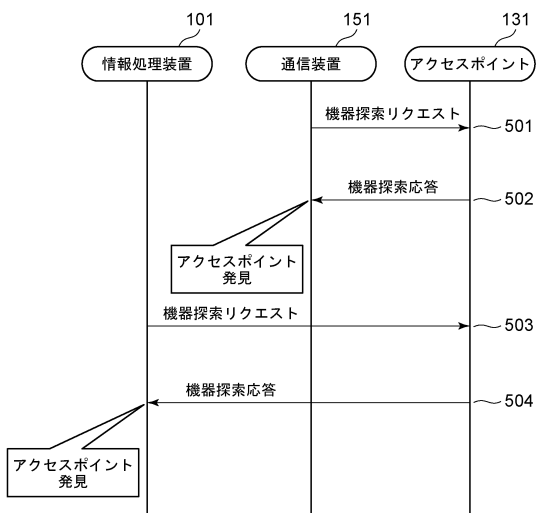 101
151
131
情報処理装置
通信装置
アクセスポイント
機器探索リクエスト
501
機器探索応答
502
アクセスポイント
発見
機器探索リクエスト
503
機器探索応答
504
アクセスポイント
発見